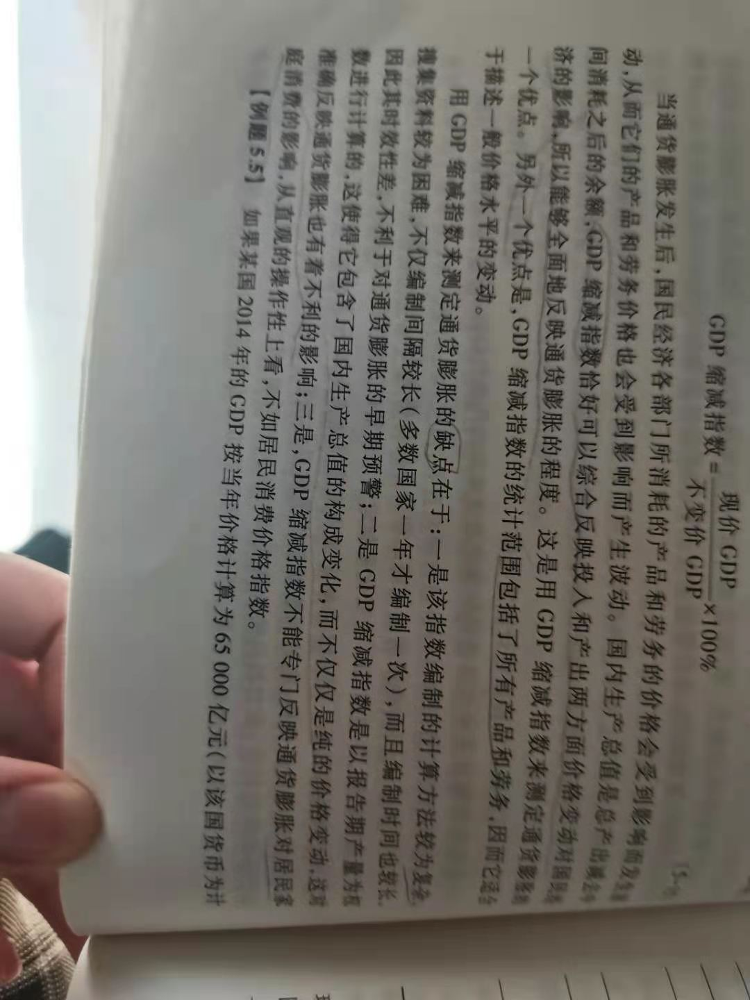 现价 GDP
GDP 缩减指数=
×100%
不变价 GDP
当通货膨胀发生后,国民经济各部门所消耗的产品和劳务的价格会受到影响而发生
动,从而它们的产品和劳务价格也会受到影响而产生波动。国内生产总值是总产出减去中
间消耗之后的余额,GDP 缩减指数恰好可以综合反映投入和产出两方面价格变动对国民
济的影响,所以能够全面地反映通货膨胀的程度。这是用 GDP 缩减指数来测定通货膨胀的
一个优点。另外一个优点是,GDP 缩减指数的统计范围包括了所有产品和劳务,因而它适合
于描述一般价格水平的变动。
用 GDP 缩减指数来测定通货膨胀的缺点在于:一是该指数编制的计算方法较为复杂,
搜集资料较为困难,不仅编制间隔较长(多数国家一年才编制一次),而且编制时间也较长,
因此其时效性差,不利于对通货膨胀的早期预警;二是 GDP 缩减指数是以报告期产量为权
数进行计算的,这使得它包含了国内生产总值的构成变化,而不仅仅是纯的价格变动,这对
准确反映通货膨胀也有着不利的影响;三是,GDP 缩减指数不能专门反映通货膨胀对居民家
庭消费的影响,从直观的操作性上看,不如居民消费价格指数。
【例题 5.5】 如果某国 2014 年的 GDP 按当年价格计算为 65 000 亿元(以该国货币为计